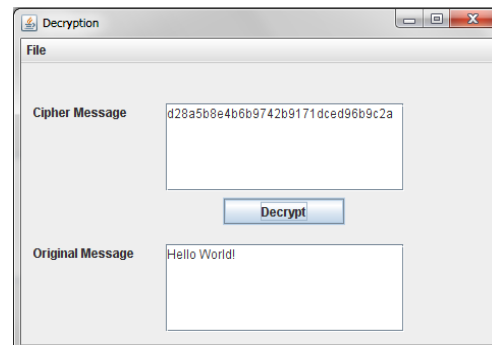 Decryption
File
Cipher Message
d28a5b8e4b6b9742b9171dced96b9c2a
Decrypt
Original Message
Hello World!